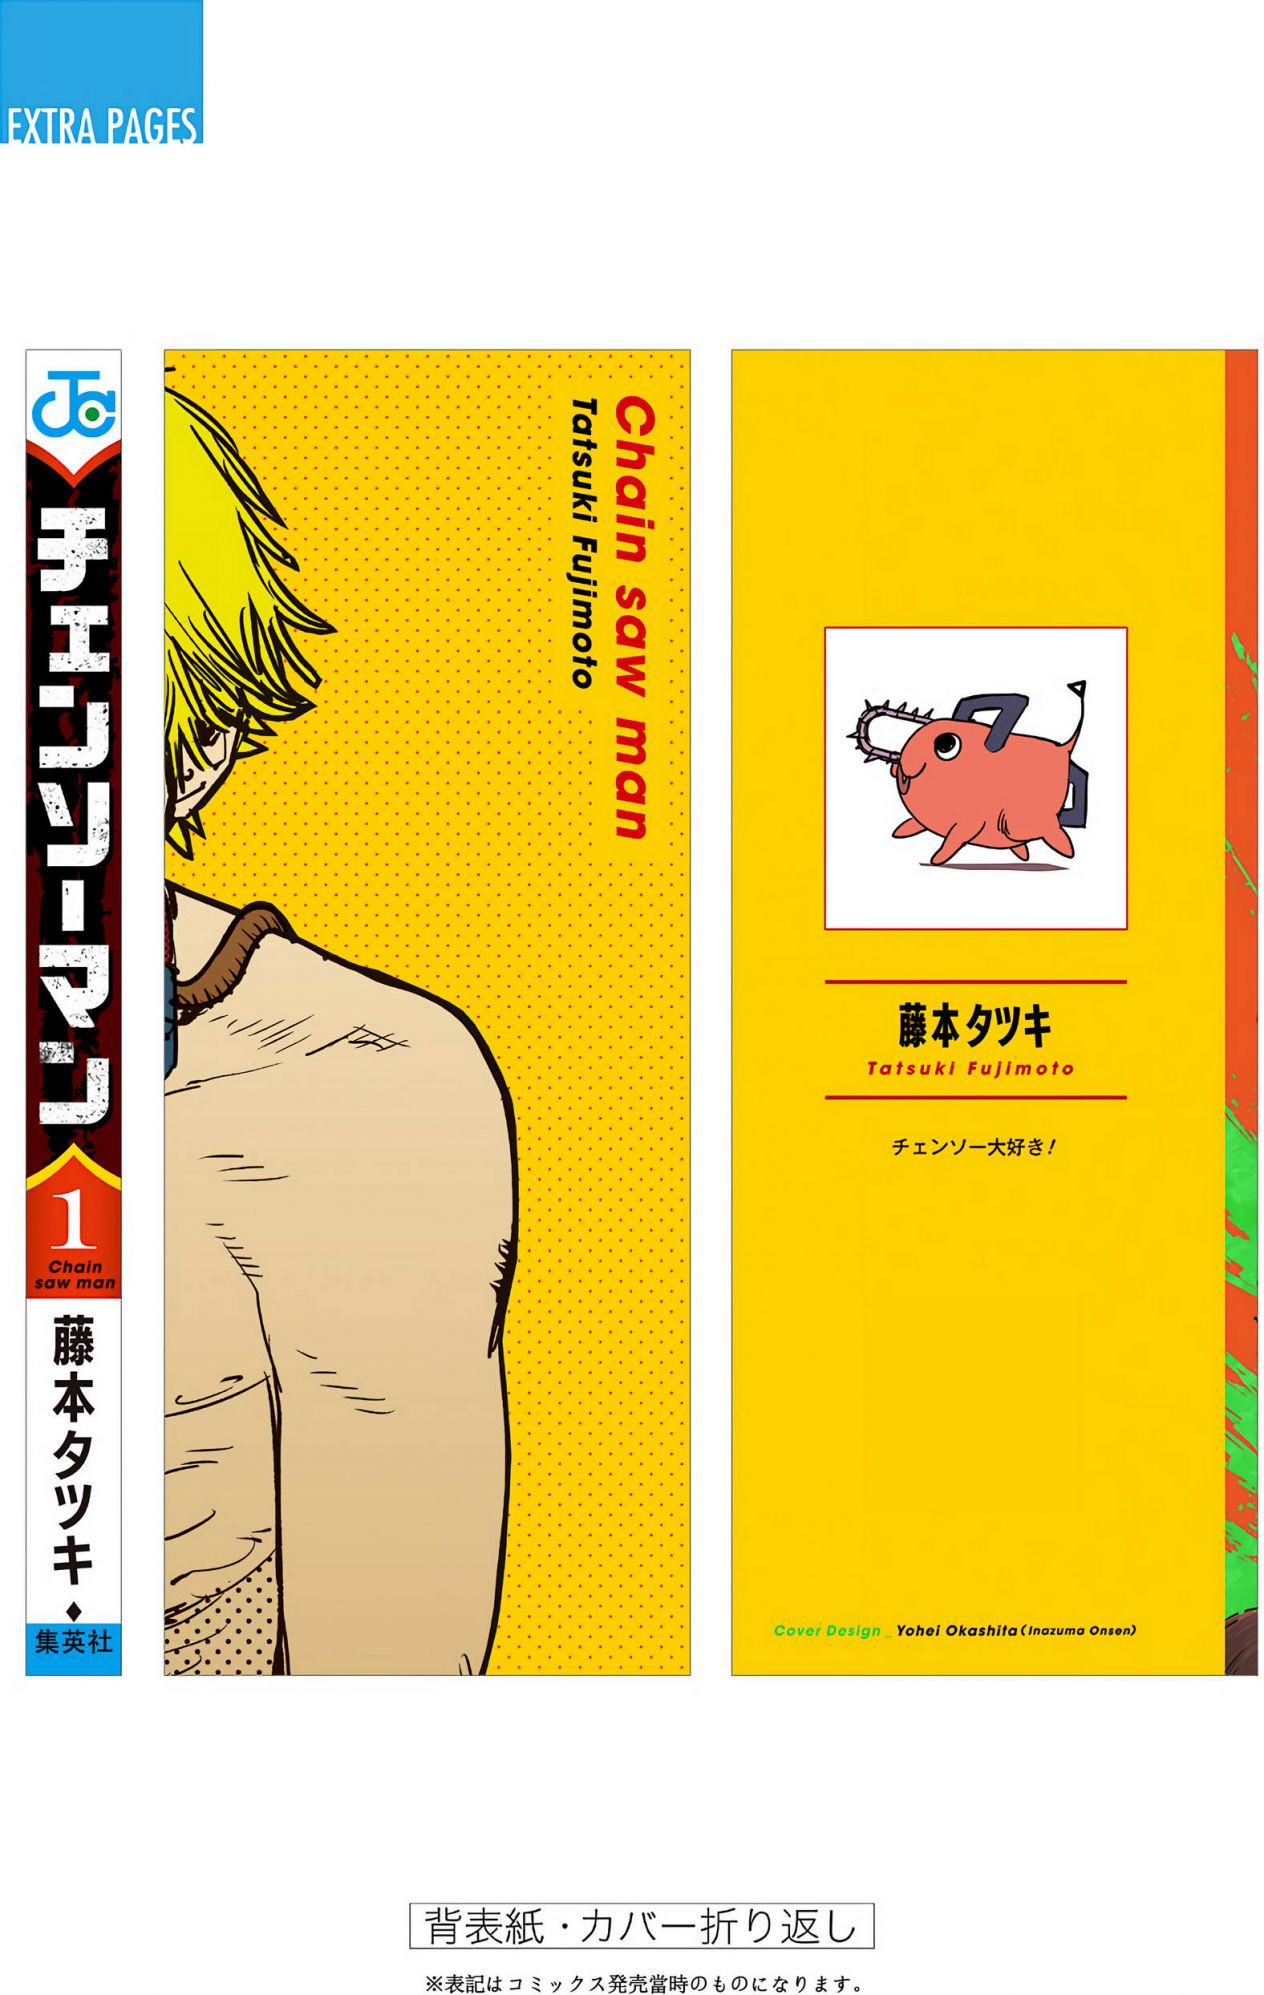 EXTRA PAGES
JC
チェンソーマン
1
Chain
saw man
藤本タツキ
◆
集英社
Chain saw man
Tatsuki Fujimoto
藤本タツキ
Tatsuki Fujimoto
チェンソー大好き！
Cover Design _ Yohei Okashita (Inazuma Onsen)
背表紙・カバー折り返し
※表記はコミックス発売當時のものになります。